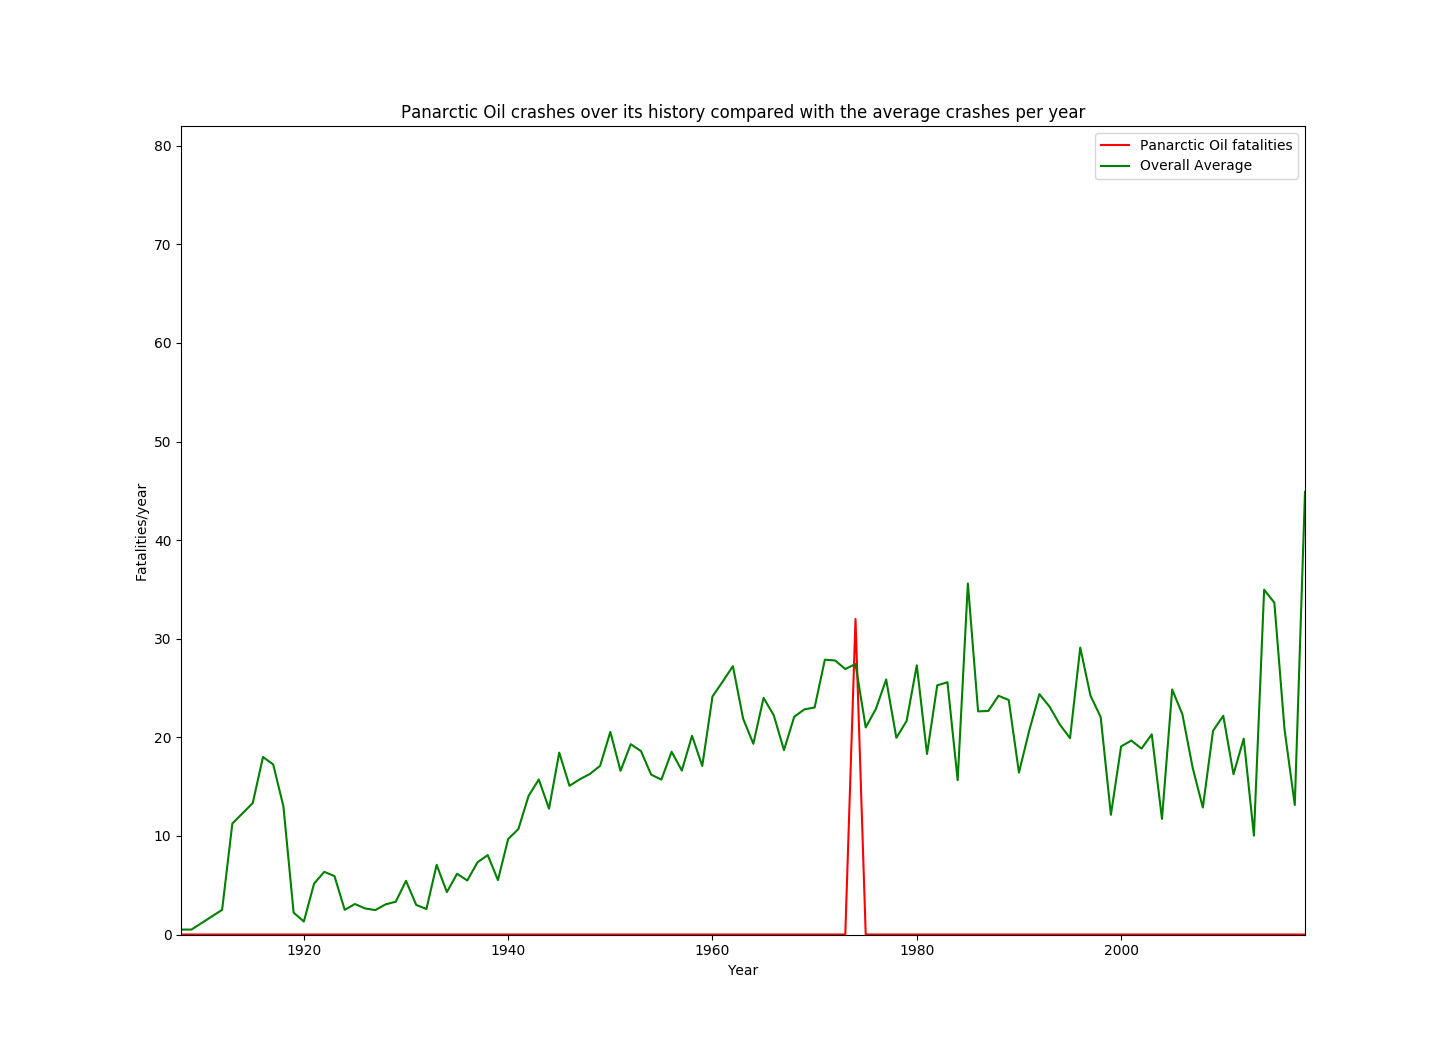 Panarctic Oil crashes over its history compared with the average crashes per year
Panarctic Oil fatalities
Overall Average
80
70
60
50
40
30
20
10
0
Fatalities/year
1920
1940
1960
1980
2000
Year